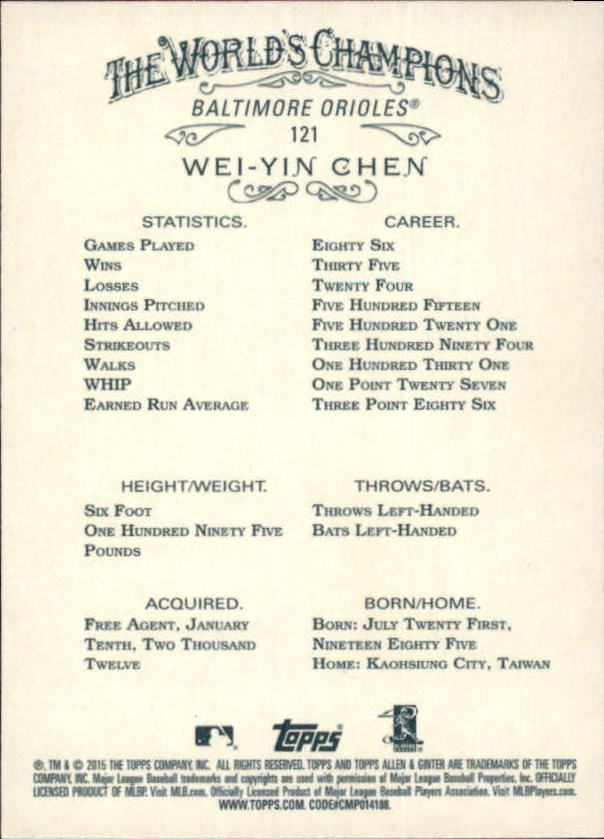 THE WORLD'S CHAMPIONS
BALTIMORE ORIOLES®
121
WEI-YIN CHEN
STATISTICS. CAREER.
GAMES PLAYED EIGHTY SIX
WINS THIRTY FIVE
LOSSES TWENTY FOUR
INNINGS PITCHED FIVE HUNDRED FIFTEEN
HITS ALLOWED FIVE HUNDRED TWENTY ONE
STRIKEOUTS THREE HUNDRED NINETY FOUR
WALKS ONE HUNDRED THIRTY ONE
WHIP ONE POINT TWENTY SEVEN
EARNED RUN AVERAGE THREE POINT EIGHTY SIX
HEIGHT/WEIGHT. THROWS/BATS.
SIX FOOT THROWS LEFT-HANDED
ONE HUNDRED NINETY FIVE BATS LEFT-HANDED
POUNDS
ACQUIRED. BORN/HOME.
FREE AGENT, JANUARY BORN: JULY TWENTY FIRST,
TENTH, TWO THOUSAND NINETEEN EIGHTY FIVE
TWELVE HOME: KAOHSIUNG CITY, TAIWAN
topps®
®, TM & © 2015 THE TOPPS COMPANY, INC. ALL RIGHTS RESERVED. TOPPS AND TOPPS ALLEN & GINTER ARE TRADEMARKS OF THE TOPPS
COMPANY, INC. Major League Baseball trademarks and copyrights are used with permission of Major League Baseball Properties, Inc. OFFICIALLY
LICENSED PRODUCT OF MLBP. Visit MLB.com. Officially Licensed Product of Major League Baseball Players Association. Visit MLBPlayers.com.
WWW.TOPPS.COM. CODE#CMP014188.